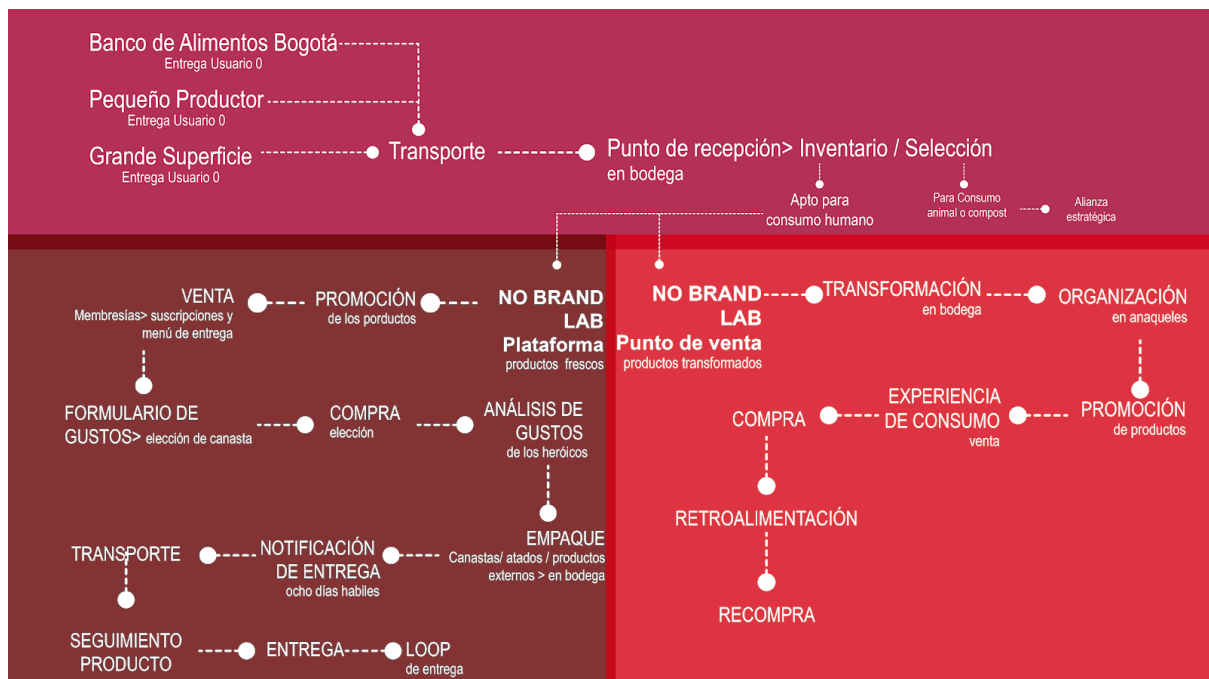 Banco de Alimentos Bogotá
Entrega Usuario 0
Pequeño Productor
Entrega Usuario 0
Grande Superficie
Entrega Usuario 0
Transporte
Punto de recepción> Inventario / Selección
en bodega
Apto para
consumo humano
Para Consumo
animal o compost
Alianza
estratégica
NO BRAND
LAB
Plataforma
productos frescos
PROMOCIÓN
de los porductos
VENTA
Membresías> suscripciones y
menú de entrega
FORMULARIO DE
GUSTOS> elección de canasta
COMPRA
elección
ANÁLISIS DE
GUSTOS
de los heróicos
EMPAQUE
Canastas/ atados / productos
externos > en bodega
NOTIFICACIÓN
DE ENTREGA
ocho días habiles
TRANSPORTE
SEGUIMIENTO
PRODUCTO
ENTREGA
LOOP
de entrega
NO BRAND
LAB
Punto de venta
productos transformados
TRANSFORMACIÓN
en bodega
ORGANIZACIÓN
en anaqueles
PROMOCIÓN
de productos
EXPERIENCIA
DE CONSUMO
venta
COMPRA
RETROALIMENTACIÓN
RECOMPRA